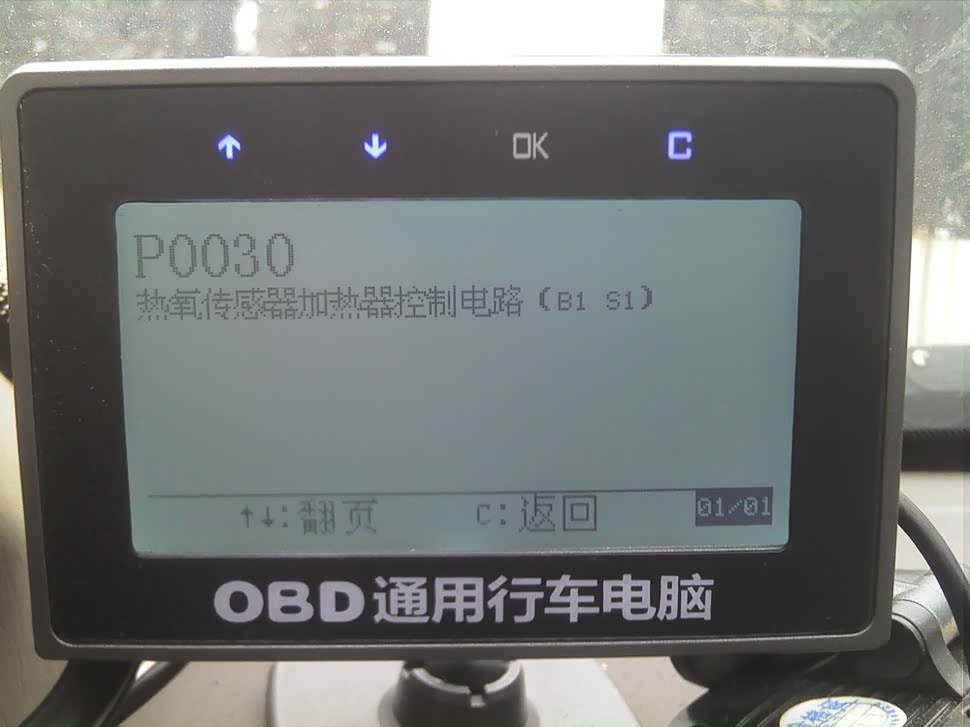 ↑ ↓ OK C
P0030
热氧传感器加热器控制电路（B1 S1）
↑↓:翻页 C:返回 01/01
OBD通用行车电脑